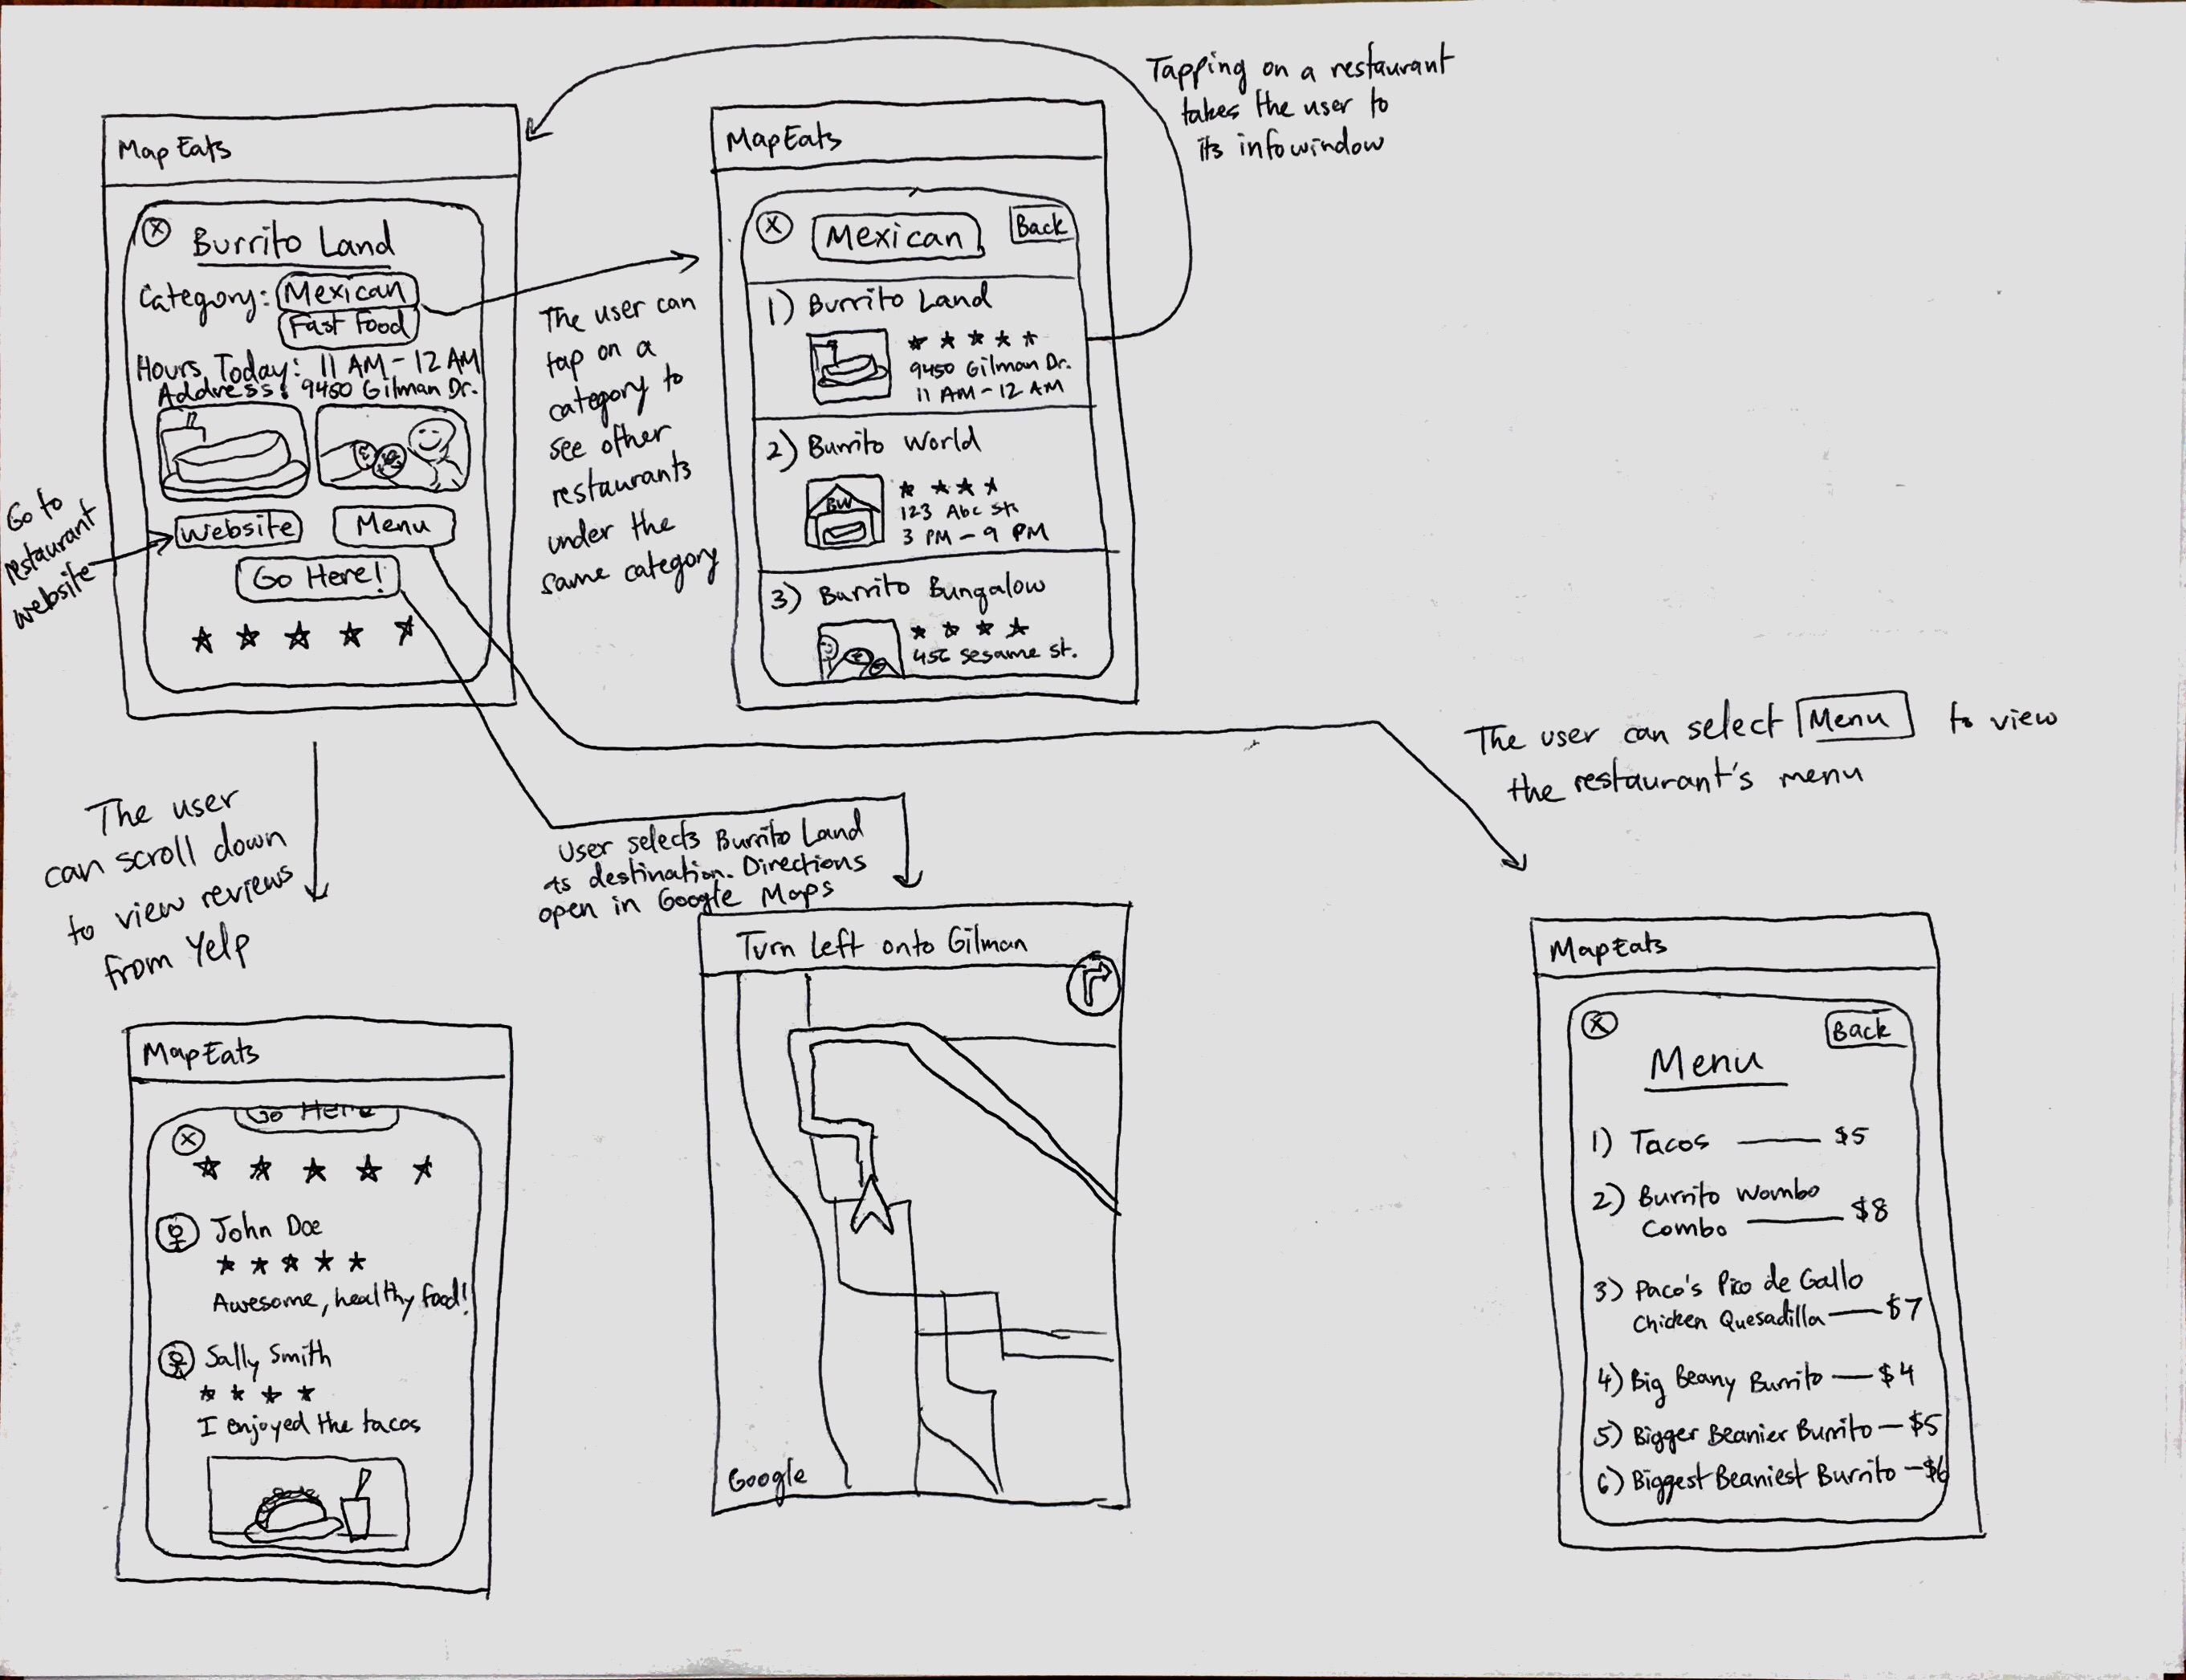 Tapping on a restaurant
takes the user to
its infowindow
MapEats
X
Burrito Land
Category: Mexican
Fast Food
Hours Today: 11 AM - 12 AM
Address: 9450 Gilman Dr.
Website
Menu
Go Here!
Go to
restaurant
website
The user can
tap on a
category to
see other
restaurants
under the
same category
MapEats
X
Mexican
Back
1) Burrito Land
9450 Gilman Dr.
11 AM - 12 AM
2) Burrito World
BW
123 Abc St.
3 PM - 9 PM
3) Burrito Bungalow
456 Sesame St.
The user can select Menu to view
the restaurant's menu
The user
can scroll down
to view reviews
from Yelp
User selects Burrito Land
as destination. Directions
open in Google Maps
MapEats
Go Here
X
John Doe
Awesome, healthy food!
Sally Smith
I enjoyed the tacos
Turn Left onto Gilman
Google
MapEats
X
Back
Menu
1) Tacos — $5
2) Burrito Wombo
Combo — $8
3) Paco's Pico de Gallo
Chicken Quesadilla — $7
4) Big Beany Burrito — $4
5) Bigger Beanier Burrito — $5
6) Biggest Beaniest Burrito — $6